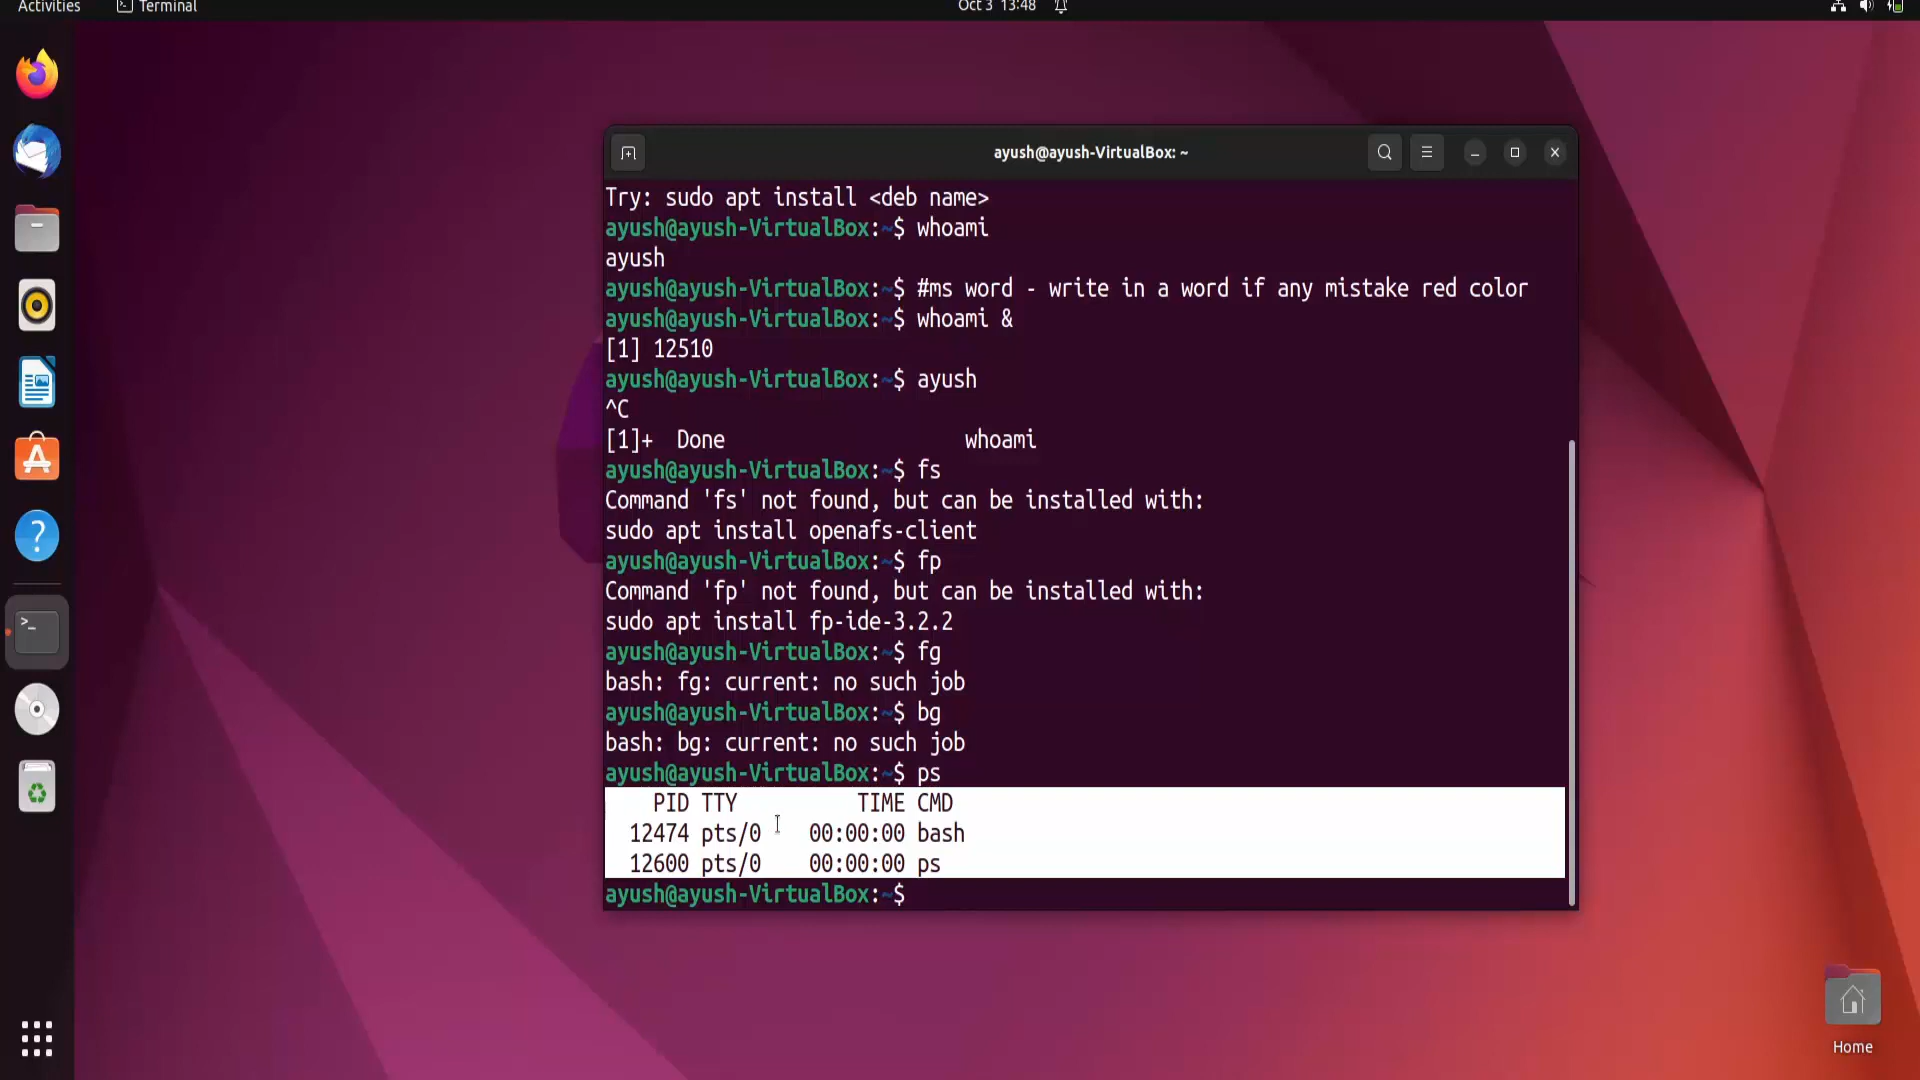 Activities
Terminal
Oct 3 13:48
ayush@ayush-VirtualBox: ~
Try: sudo apt install <deb name>
ayush@ayush-VirtualBox:~$ whoami
ayush
ayush@ayush-VirtualBox:~$ #ms word - write in a word if any mistake red color
ayush@ayush-VirtualBox:~$ whoami &
[1] 12510
ayush@ayush-VirtualBox:~$ ayush
^C
[1]+  Done                    whoami
ayush@ayush-VirtualBox:~$ fs
Command 'fs' not found, but can be installed with:
sudo apt install openafs-client
ayush@ayush-VirtualBox:~$ fp
Command 'fp' not found, but can be installed with:
sudo apt install fp-ide-3.2.2
ayush@ayush-VirtualBox:~$ fg
bash: fg: current: no such job
ayush@ayush-VirtualBox:~$ bg
bash: bg: current: no such job
ayush@ayush-VirtualBox:~$ ps
    PID TTY          TIME CMD
  12474 pts/0    00:00:00 bash
  12600 pts/0    00:00:00 ps
ayush@ayush-VirtualBox:~$
Home